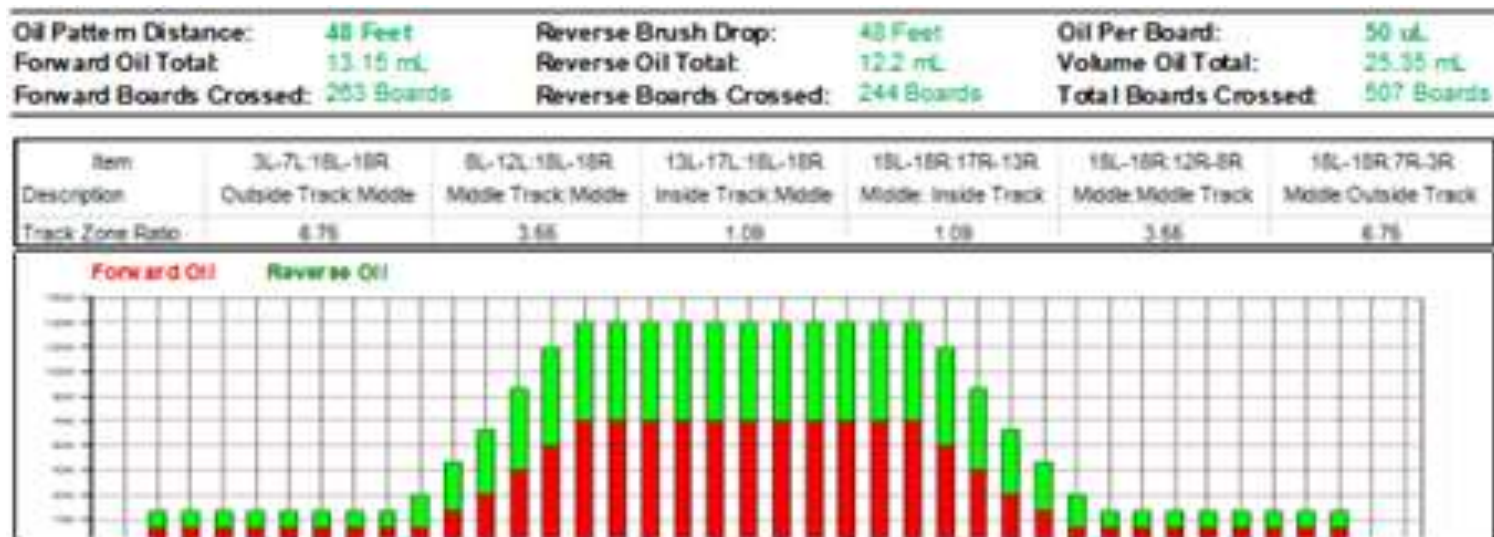 Oil Pattern Distance: 48 Feet Reverse Brush Drop: 48 Feet Oil Per Board: 50 uL
Forward Oil Total: 13.15 mL Reverse Oil Total: 12.2 mL Volume Oil Total: 25.35 mL
Forward Boards Crossed: 263 Boards Reverse Boards Crossed: 244 Boards Total Boards Crossed: 507 Boards
Item 3L-7L:18L-18R 8L-12L:18L-18R 13L-17L:18L-18R 18L-18R:17R-13R 18L-18R:12R-8R 18L-18R:7R-3R
Description Outside Track:Middle Middle Track:Middle Inside Track:Middle Middle: Inside Track Middle:Middle Track Middle:Outside Track
Track Zone Ratio 6.75 3.56 1.09 1.09 3.56 6.75
Forward Oil Reverse Oil